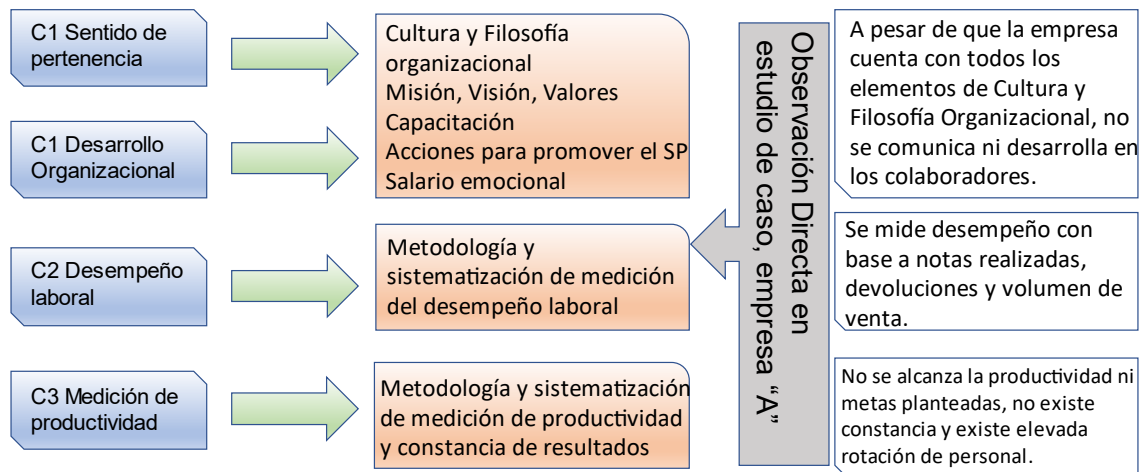 C1 Sentido de
pertenencia
C1 Desarrollo
Organizacional
Cultura y Filosofía
organizacional
Misión, Visión, Valores
Capacitación
Acciones para promover el SP
Salario emocional
C2 Desempeño
laboral
Metodología y
sistematización de medición
del desempeño laboral
C3 Medición de
productividad
Metodología y sistematización
de medición de productividad
y constancia de resultados
Observación Directa en
estudio de caso, empresa “A”
A pesar de que la empresa
cuenta con todos los
elementos de Cultura y
Filosofía Organizacional, no
se comunica ni desarrolla en
los colaboradores.
Se mide desempeño con
base a notas realizadas,
devoluciones y volumen de
venta.
No se alcanza la productividad ni
metas planteadas, no existe
constancia y existe elevada
rotación de personal.